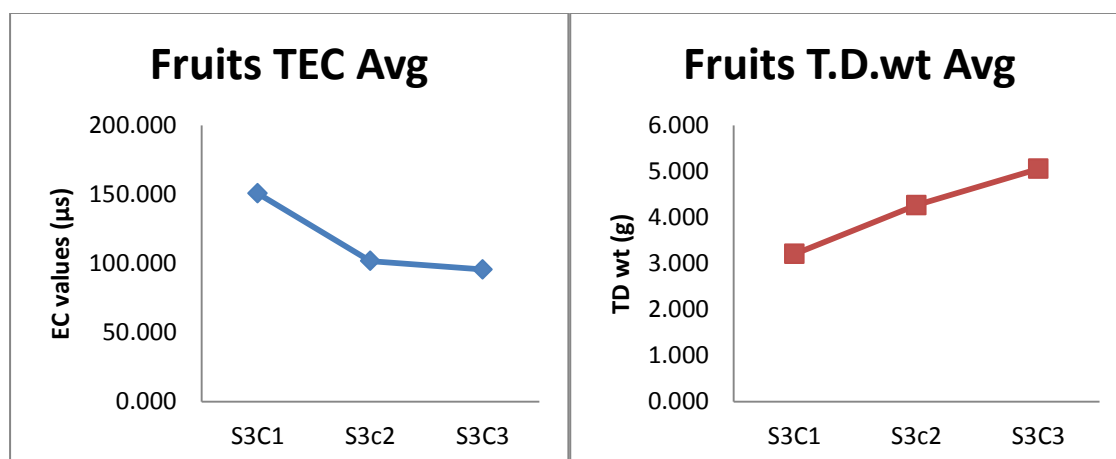 Fruits TEC Avg
200.000
150.000
100.000
50.000
0.000
EC values (µs)
S3C1 S3c2 S3C3
Fruits T.D.wt Avg
6.000
5.000
4.000
3.000
2.000
1.000
0.000
TD wt (g)
S3C1 S3c2 S3C3